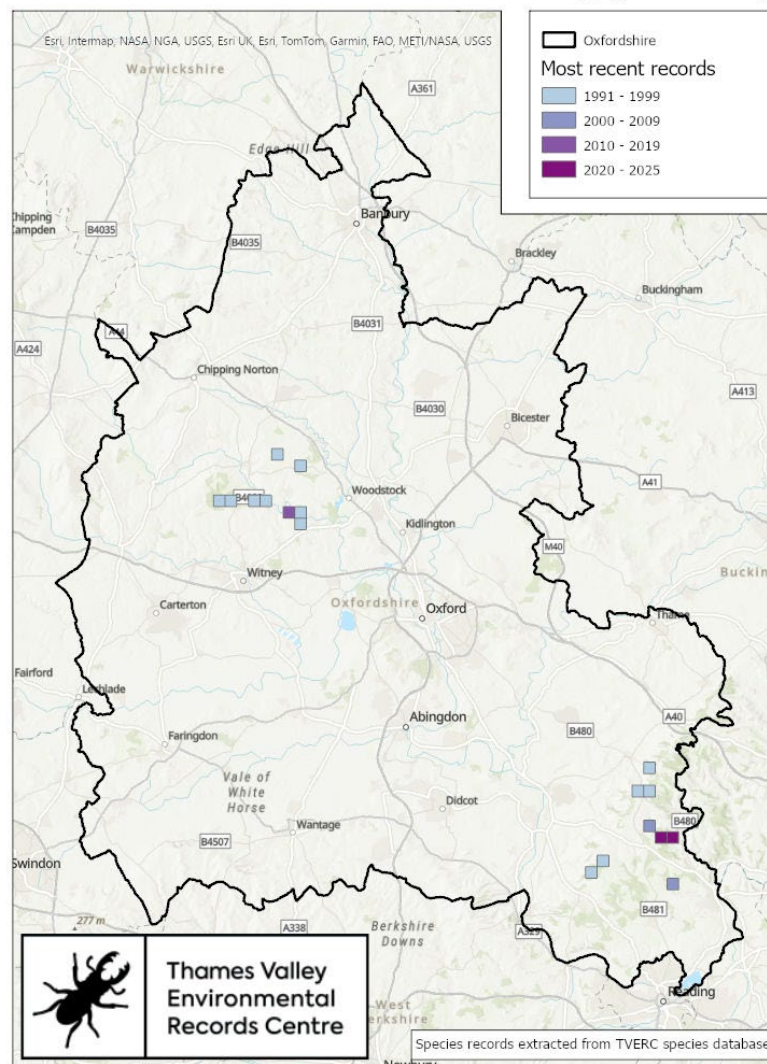 Esri, Intermap, NASA, NGA, USGS, Esri UK, Esri, TomTom, Garmin, FAO, METI/NASA, USGS
Oxfordshire
Most recent records
1991 - 1999
2000 - 2009
2010 - 2019
2020 - 2025
Warwickshire
A361
Edge Hill
Chipping
Campden
B4035
B4035
Banbury
Brackley
Buckingham
A44
A424
B4031
Chipping Norton
A413
B4030
Bicester
A41
Woodstock
Kidlington
M40
Witney
Bucking
Carterton
Oxfordshire
Oxford
Thame
Fairford
Lechlade
A40
Abingdon
B480
Faringdon
Vale of
White
Horse
Didcot
B480
B4507
Wantage
Swindon
277 m
A338
Berkshire
Downs
A329
B481
Reading
West
erkshire
Thames Valley
Environmental
Records Centre
Species records extracted from TVERC species database